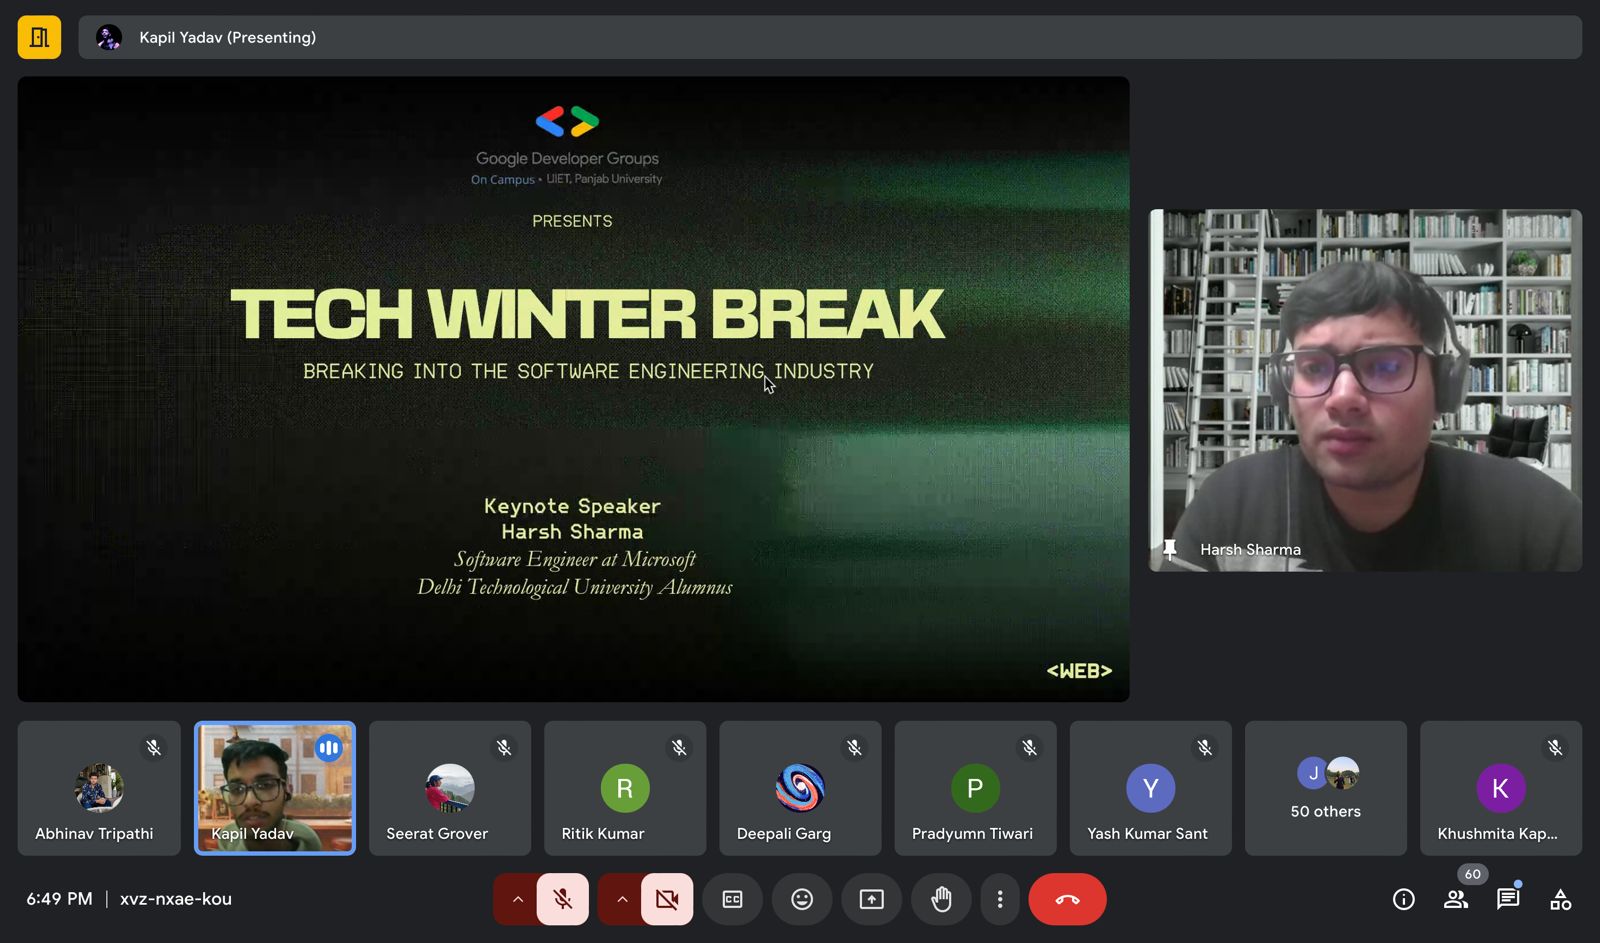 Kapil Yadav (Presenting)
Google Developer Groups
On Campus • UIET, Panjab University
PRESENTS
TECH WINTER BREAK
BREAKING INTO THE SOFTWARE ENGINEERING INDUSTRY
Keynote Speaker
Harsh Sharma
Software Engineer at Microsoft
Delhi Technological University Alumnus
<WEB>
Harsh Sharma
Abhinav Tripathi
Kapil Yadav
Seerat Grover
R
Ritik Kumar
Deepali Garg
P
Pradyumn Tiwari
Y
Yash Kumar Sant
J
50 others
K
Khushmita Kap...
6:49 PM | xvz-nxae-kou
CC
60